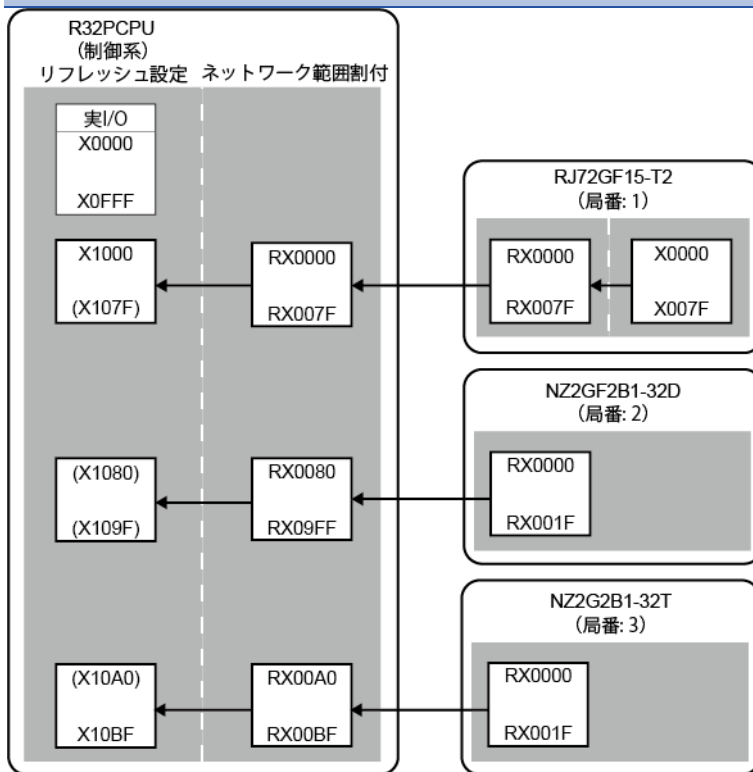 R32PCPU
（制御系）
リフレッシュ設定 ネットワーク範囲割付
実I/O
X0000
X0FFF
X1000
(X107F)
RX0000
RX007F
RJ72GF15-T2
（局番: 1）
RX0000
RX007F
X0000
X007F
NZ2GF2B1-32D
（局番: 2）
(X1080)
(X109F)
RX0080
RX09FF
RX0000
RX001F
NZ2G2B1-32T
（局番: 3）
(X10A0)
X10BF
RX00A0
RX00BF
RX0000
RX001F